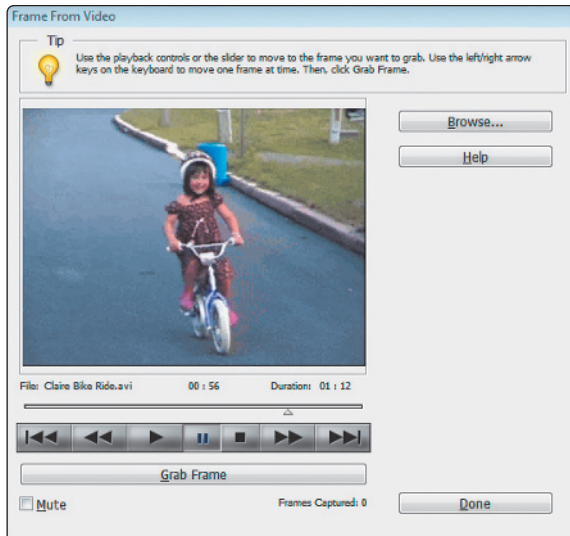 Frame From Video
Tip
Use the playback controls or the slider to move to the frame you want to grab. Use the left/right arrow
keys on the keyboard to move one frame at time. Then, click Grab Frame.
Browse...
Help
File: Claire Bike Ride.avi 00 : 56 Duration: 01 : 12
Grab Frame
Mute Frames Captured: 0 Done